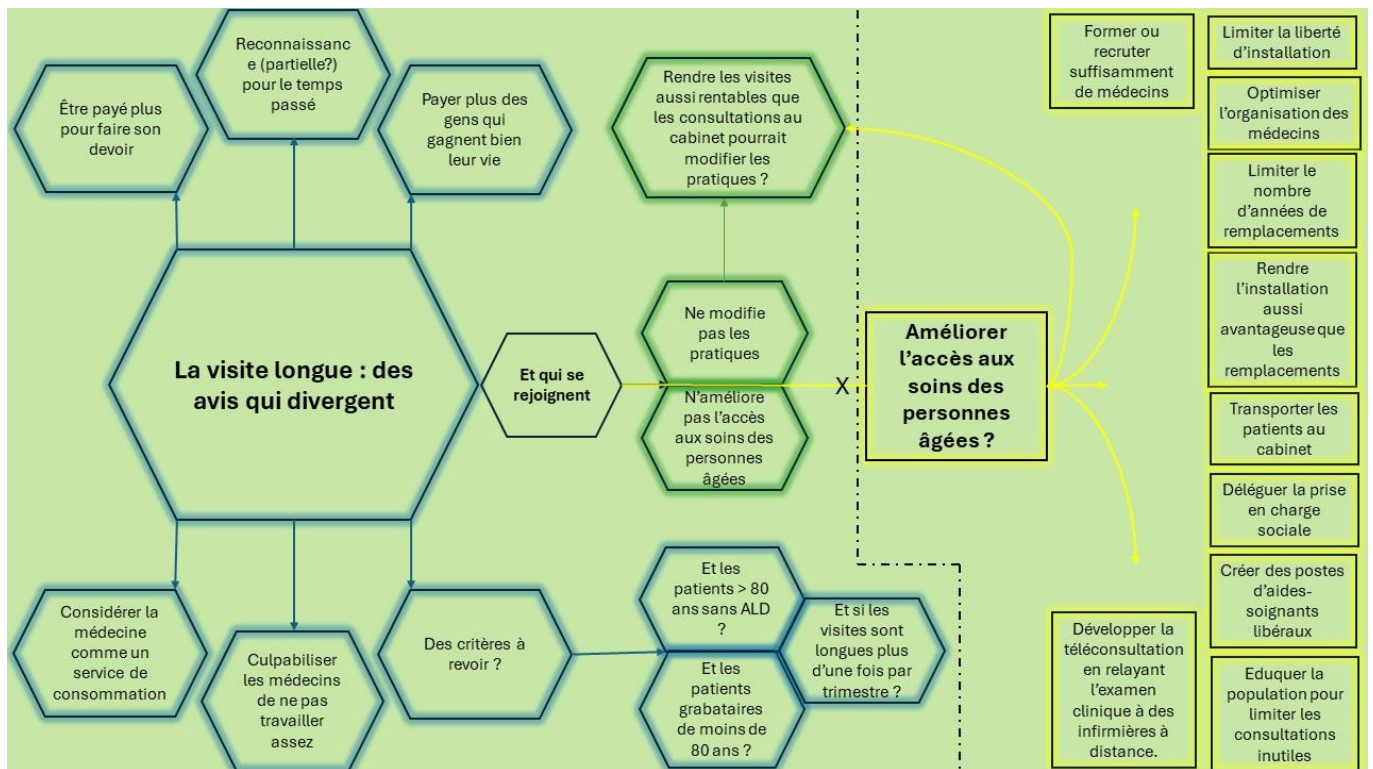 Être payé plus
pour faire son
devoir
Reconnaissanc
e (partielle?)
pour le temps
passé
Payer plus des
gens qui
gagnent bien
leur vie
La visite longue : des
avis qui divergent
Considérer la
médecine
comme un
service de
consommation
Culpabiliser
les médecins
de ne pas
travailler
assez
Des critères à
revoir ?
Et les
patients > 80
ans sans ALD
?
Et les
patients
grabataires
de moins de
80 ans ?
Et si les
visites sont
longues plus
d’une fois par
trimestre ?
Et qui se
rejoignent
Ne modifie
pas les
pratiques
N’améliore
pas l’accès
aux soins des
personnes
âgées
Rendre les visites
aussi rentables que
les consultations au
cabinet pourrait
modifier les
pratiques ?
X
Améliorer
l’accès aux
soins des
personnes
âgées ?
Former ou
recruter
suffisamment
de médecins
Limiter la liberté
d’installation
Optimiser
l’organisation des
médecins
Limiter le
nombre
d’années de
remplacements
Rendre
l’installation
aussi
avantageuse que
les
remplacements
Transporter les
patients au
cabinet
Déléguer la prise
en charge
sociale
Créer des postes
d’aides-
soignants
libéraux
Eduquer la
population pour
limiter les
consultations
inutiles
Développer la
téléconsultation
en relayant
l’examen
clinique à des
infirmières à
distance.